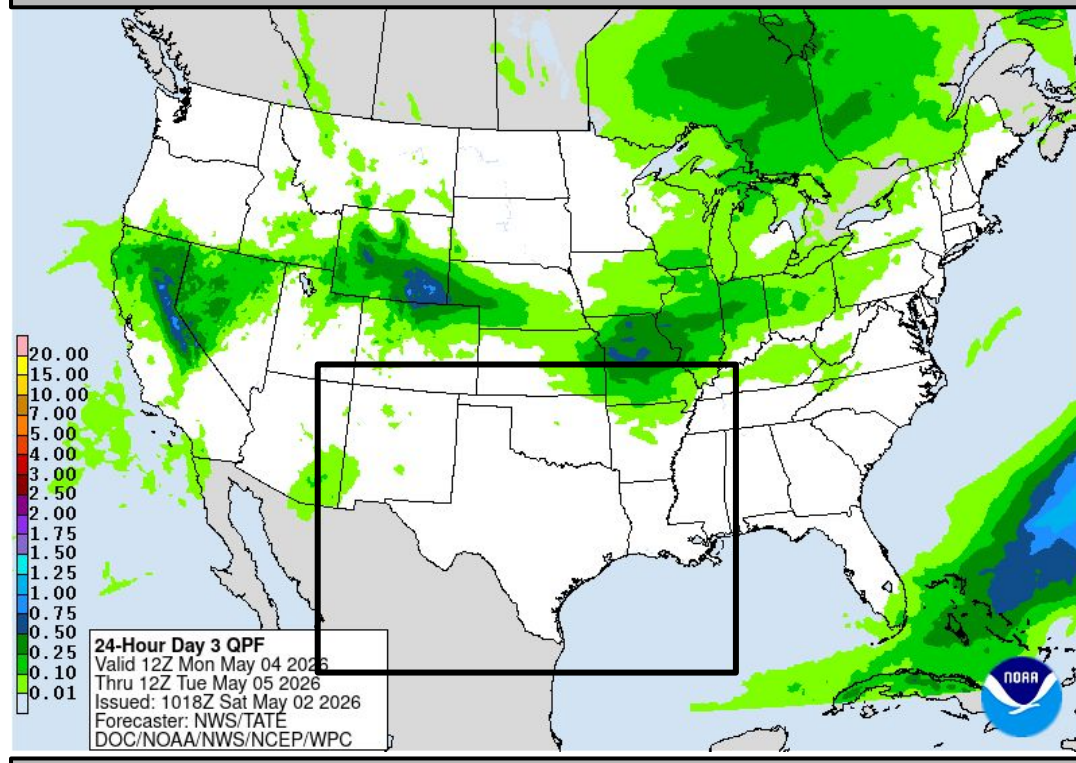 20.00
15.00
10.00
7.00
5.00
4.00
3.00
2.50
2.00
1.75
1.50
1.25
1.00
0.75
0.50
0.25
0.10
0.01
24-Hour Day 3 QPF
Valid 12Z Mon May 04 2026
Thru 12Z Tue May 05 2026
Issued: 1018Z Sat May 02 2026
Forecaster: NWS/TATE
DOC/NOAA/NWS/NCEP/WPC
NOAA